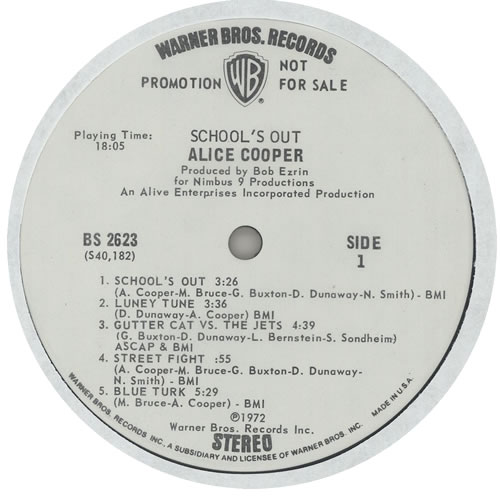 WARNER BROS. RECORDS
PROMOTION NOT FOR SALE
WB
®
Playing Time:
18:05
SCHOOL'S OUT
ALICE COOPER
Produced by Bob Ezrin
for Nimbus 9 Productions
An Alive Enterprises Incorporated Production
BS 2623
(S40,182)
SIDE
1
1. SCHOOL'S OUT 3:26
(A. Cooper-M. Bruce-G. Buxton-D. Dunaway-N. Smith) - BMI
2. LUNEY TUNE 3:36
(D. Dunaway-A. Cooper) BMI
3. GUTTER CAT VS. THE JETS 4:39
(G. Buxton-D. Dunaway-L. Bernstein-S. Sondheim)
ASCAP & BMI
4. STREET FIGHT :55
(A. Cooper-M. Bruce-G. Buxton-D. Dunaway-
N. Smith) - BMI
5. BLUE TURK 5:29
(M. Bruce-A. Cooper) - BMI
℗1972
Warner Bros. Records Inc.
STEREO
WARNER BROS. RECORDS INC. A SUBSIDIARY AND LICENSEE OF WARNER BROS. INC. MADE IN U.S.A.